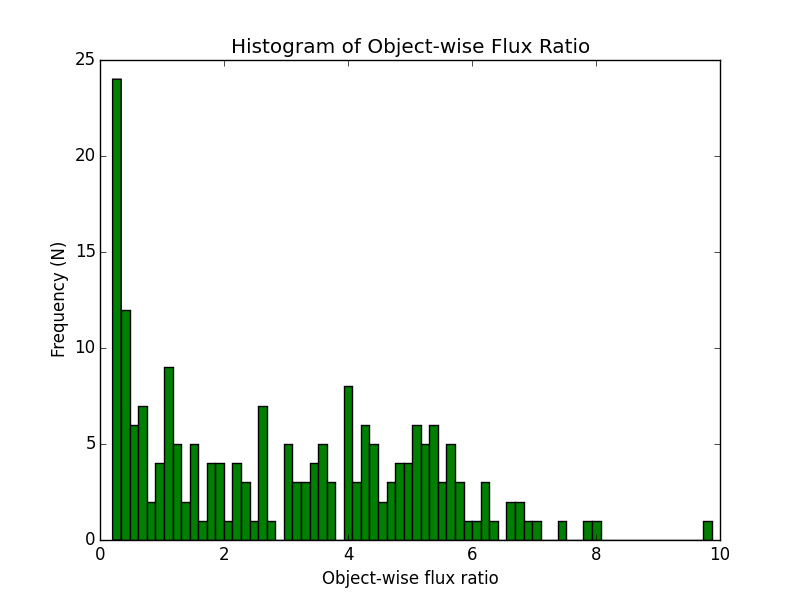 Histogram of Object-wise Flux Ratio
25
20
15
10
5
0
Frequency (N)
0 2 4 6 8 10
Object-wise flux ratio